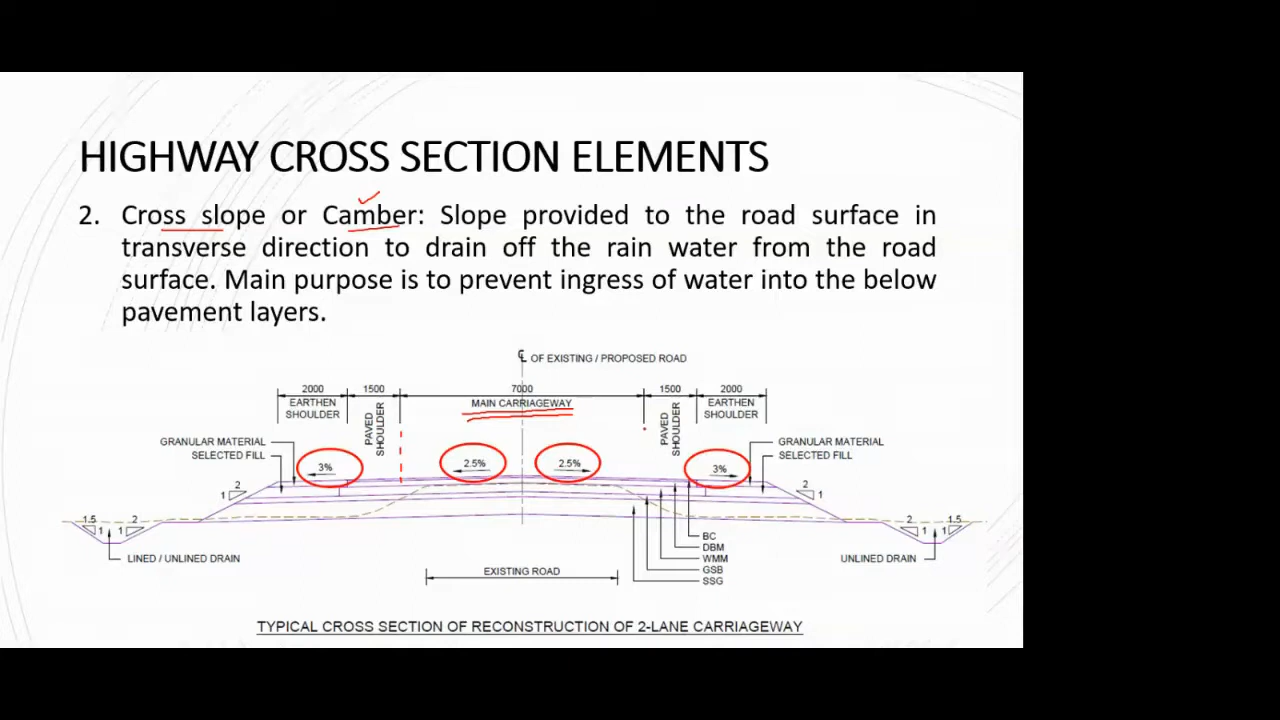 HIGHWAY CROSS SECTION ELEMENTS
2. Cross slope or Camber: Slope provided to the road surface in
transverse direction to drain off the rain water from the road
surface. Main purpose is to prevent ingress of water into the below
pavement layers.
℄ OF EXISTING / PROPOSED ROAD
2000 1500 7000 1500 2000
EARTHEN SHOULDER
PAVED SHOULDER
MAIN CARRIAGEWAY
PAVED SHOULDER
EARTHEN SHOULDER
GRANULAR MATERIAL
SELECTED FILL
GRANULAR MATERIAL
SELECTED FILL
3% 2.5% 2.5% 3%
2 1
2 1
1.5 1 2 1
2 1 1.5 1
LINED / UNLINED DRAIN
UNLINED DRAIN
BC
DBM
WMM
GSB
SSG
EXISTING ROAD
TYPICAL CROSS SECTION OF RECONSTRUCTION OF 2-LANE CARRIAGEWAY